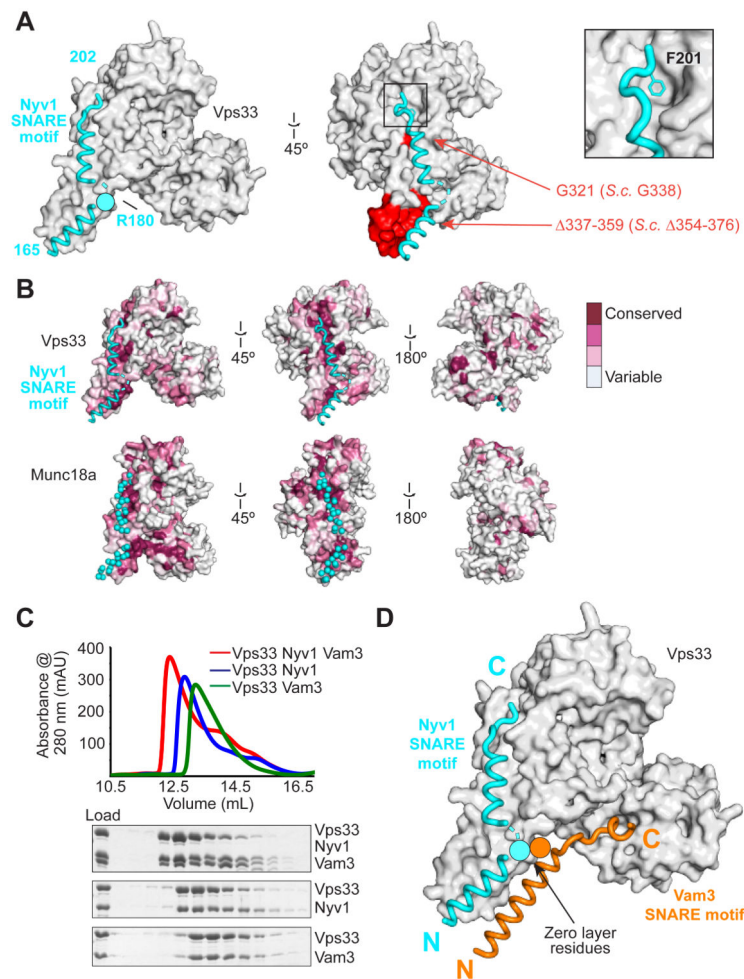 A
202
Nyv1
SNARE
motif
Vps33
R180
165
45º
F201
G321 (S.c. G338)
Δ337-359 (S.c. Δ354-376)
B
Vps33
Nyv1
SNARE
motif
45º
180º
Conserved
Variable
Munc18a
45º
180º
C
Absorbance @
280 nm (mAU)
400
300
200
100
Vps33 Nyv1 Vam3
Vps33 Nyv1
Vps33 Vam3
10.5 12.5 14.5 16.5
Volume (mL)
Load
Vps33
Nyv1
Vam3
Vps33
Nyv1
Vps33
Vam3
D
Vps33
C
Nyv1
SNARE
motif
C
Vam3
SNARE motif
Zero layer
residues
N
N